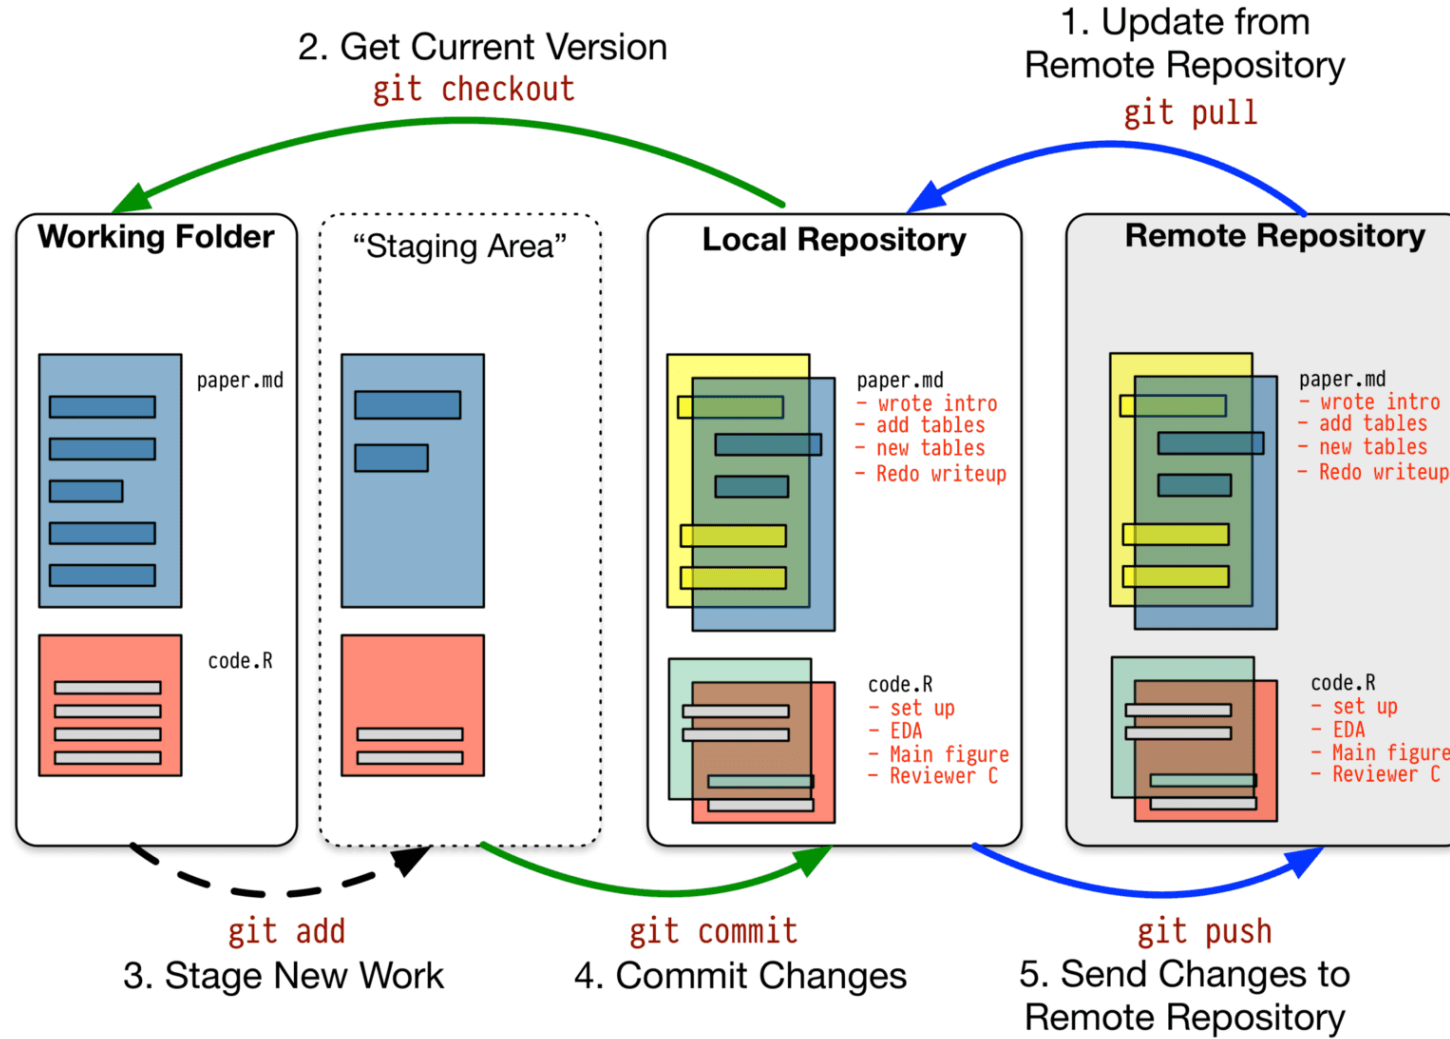 2. Get Current Version
git checkout
1. Update from
Remote Repository
git pull
Working Folder
paper.md
code.R
“Staging Area”
Local Repository
paper.md
- wrote intro
- add tables
- new tables
- Redo writeup
code.R
- set up
- EDA
- Main figure
- Reviewer C
Remote Repository
paper.md
- wrote intro
- add tables
- new tables
- Redo writeup
code.R
- set up
- EDA
- Main figure
- Reviewer C
git add
3. Stage New Work
git commit
4. Commit Changes
git push
5. Send Changes to
Remote Repository